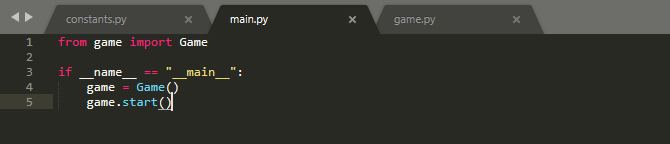 constants.py × main.py × game.py ×
1 from game import Game
2
3 if __name__ == "__main__":
4     game = Game()
5     game.start()